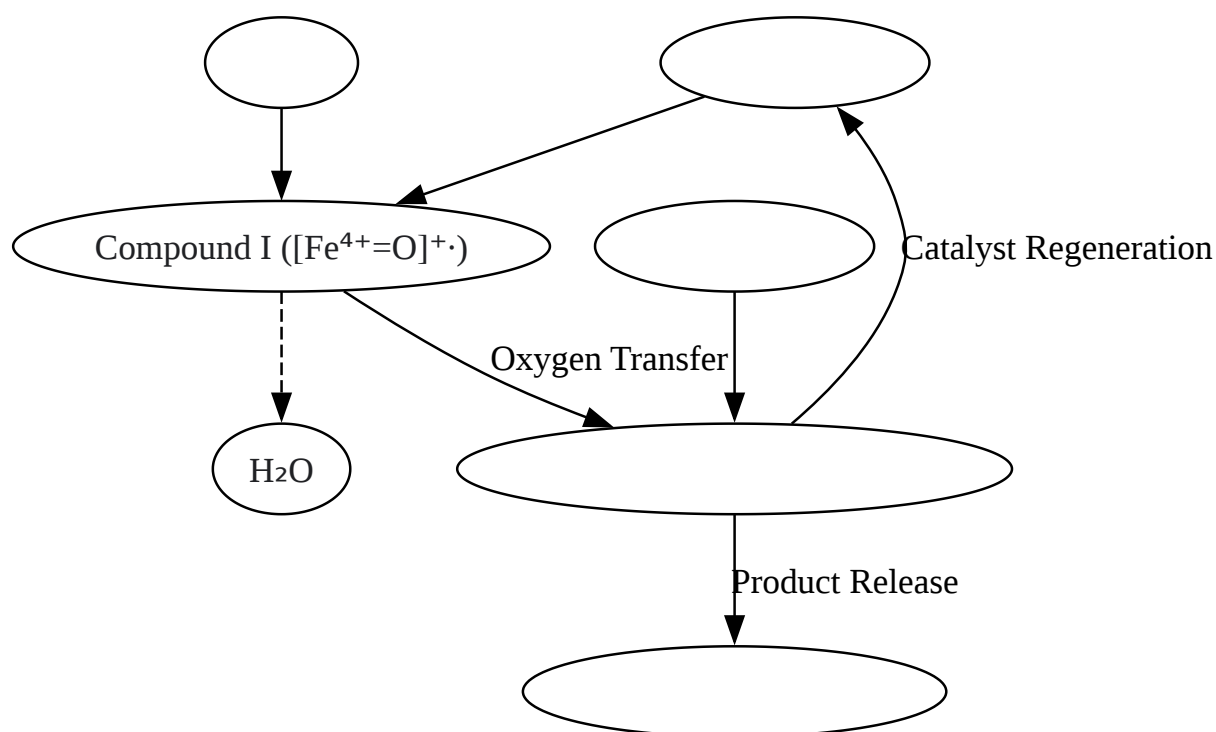 Compound I ([Fe⁴⁺=O]⁺·)
Catalyst Regeneration
Oxygen Transfer
H₂O
Product Release